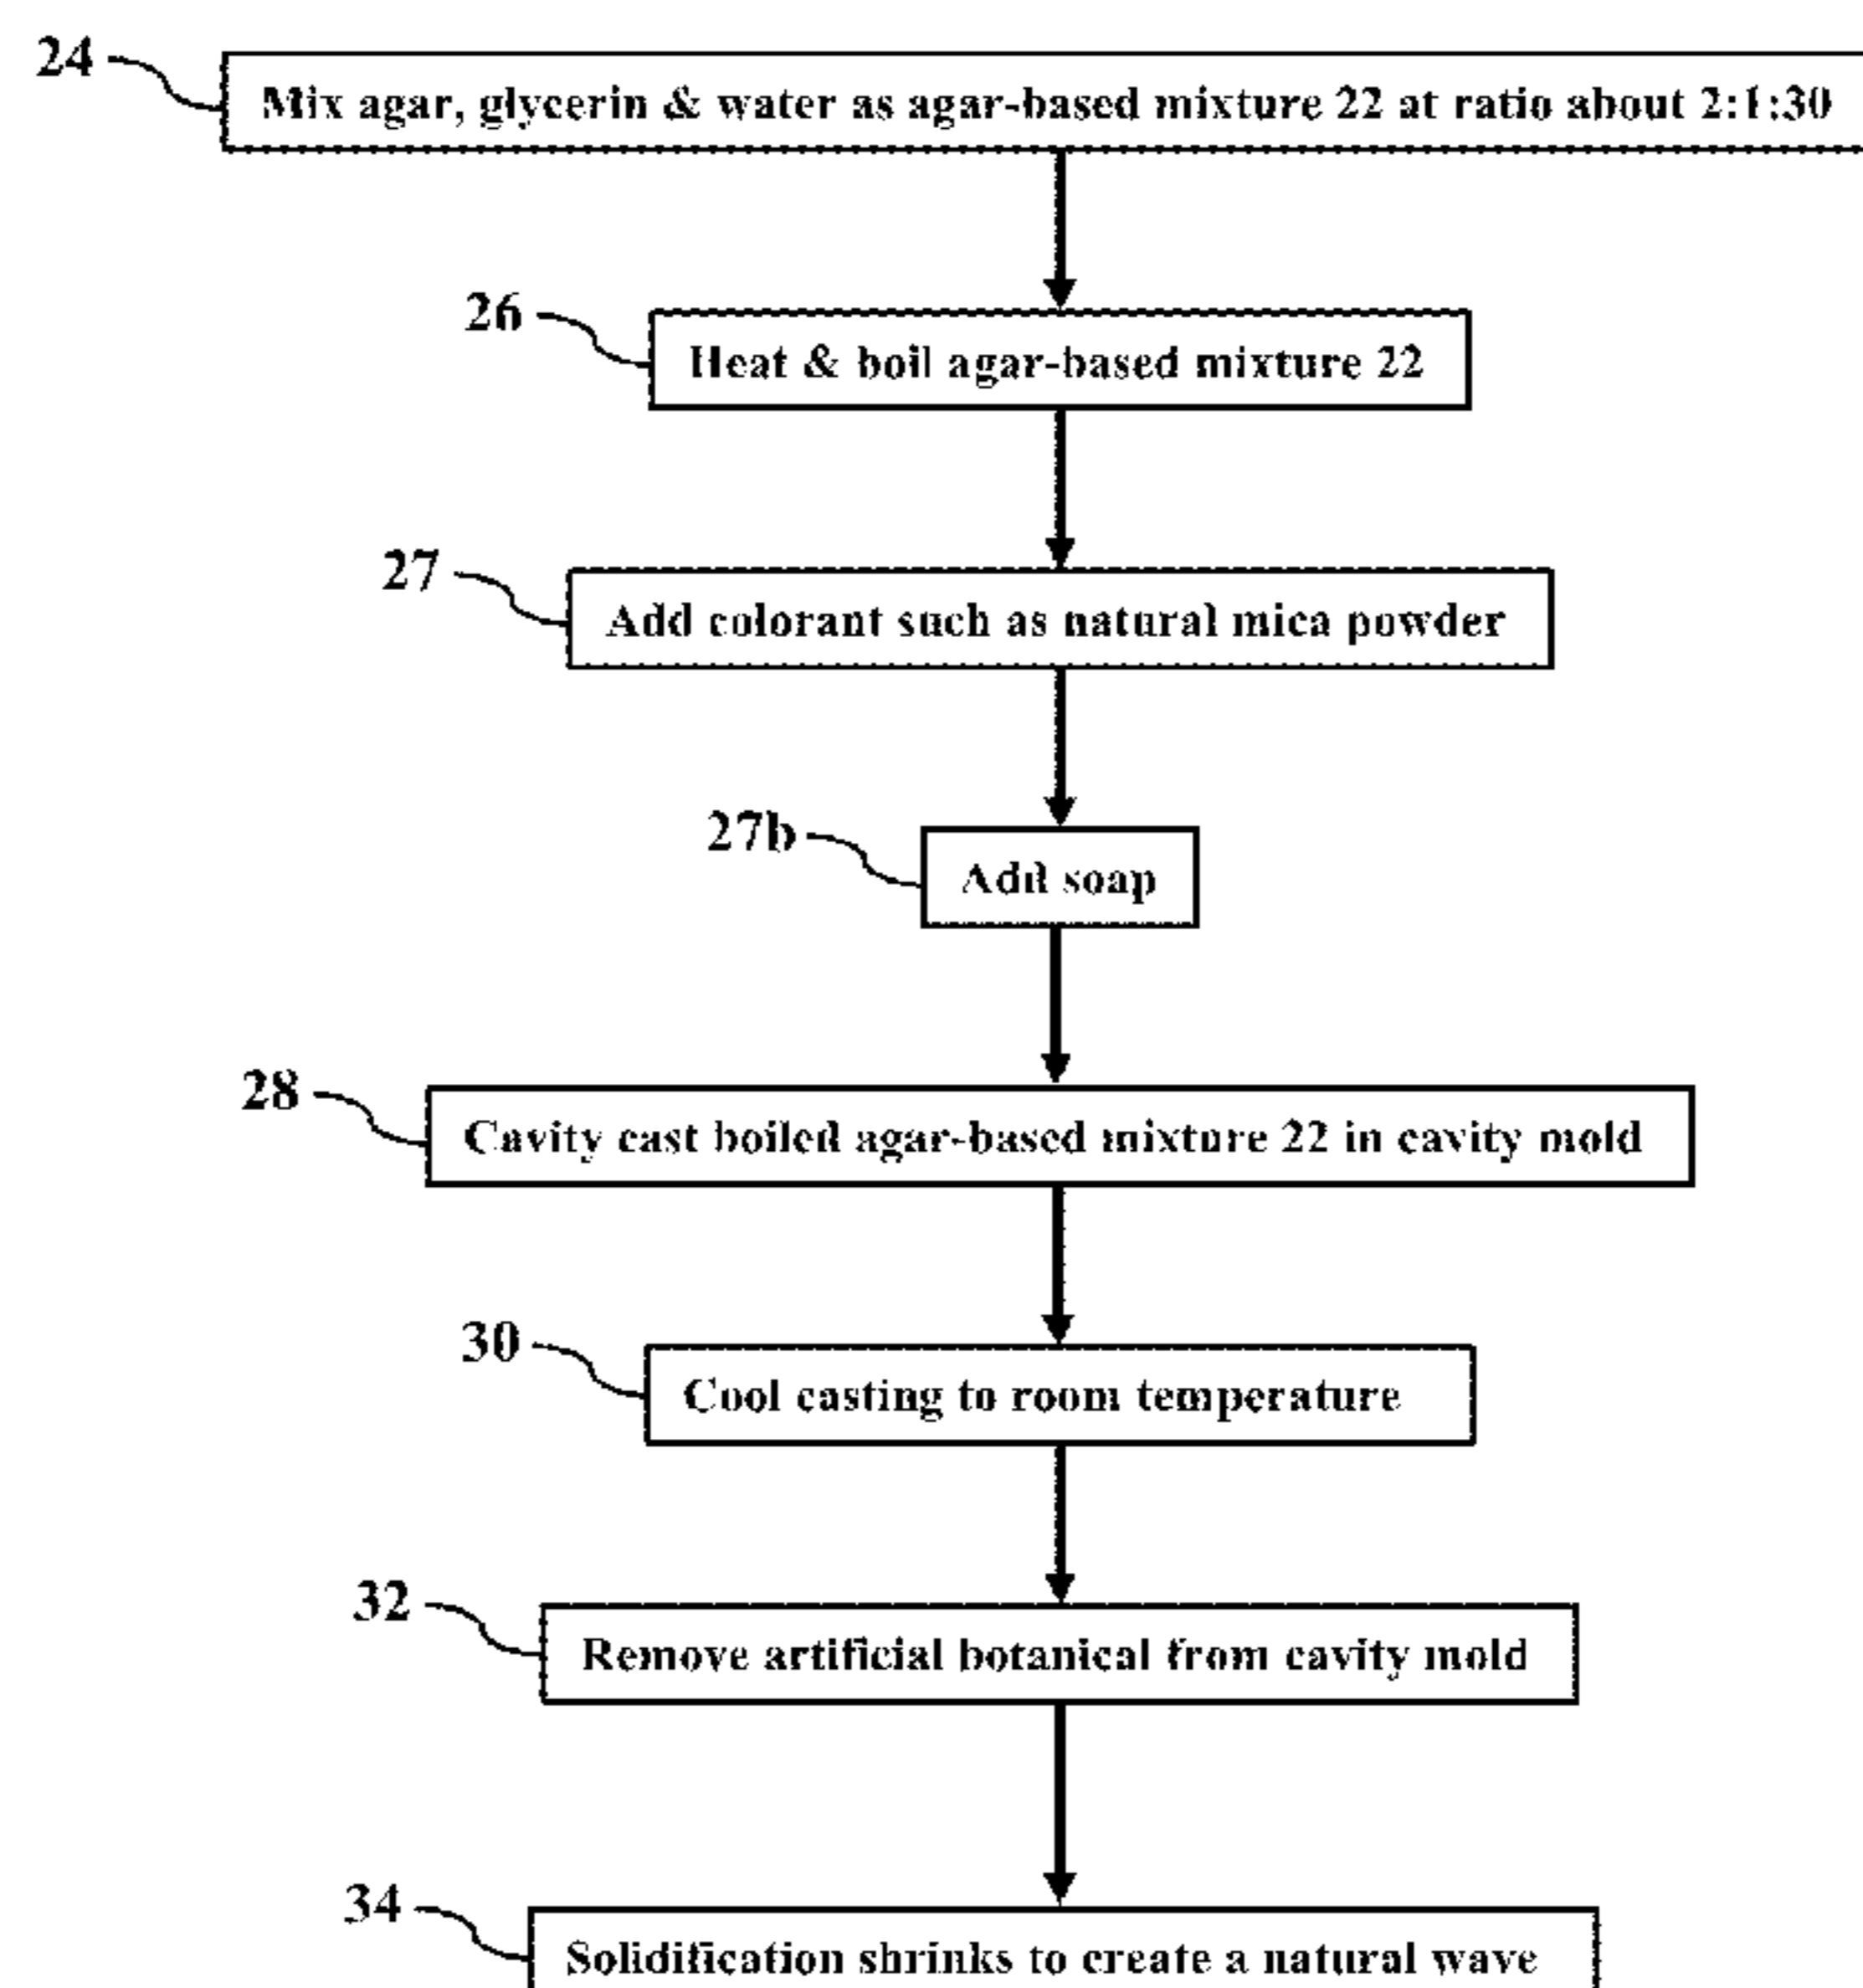 24 Mix agar, glycerin & water as agar-based mixture 22 at ratio about 2:1:30
26 Heat & boil agar-based mixture 22
27 Add colorant such as natural mica powder
27b Add soap
28 Cavity cast boiled agar-based mixture 22 in cavity mold
30 Cool casting to room temperature
32 Remove artificial botanical from cavity mold
34 Solidification shrinks to create a natural wave